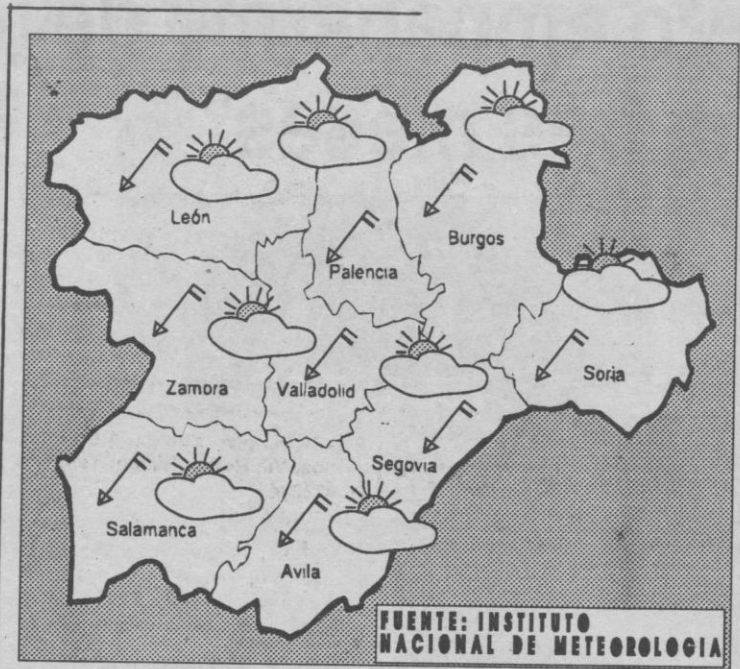 León
Palencia
Burgos
Zamora
Valladolid
Soria
Segovia
Salamanca
Avila
FUENTE: INSTITUTO
NACIONAL DE METEOROLOGIA